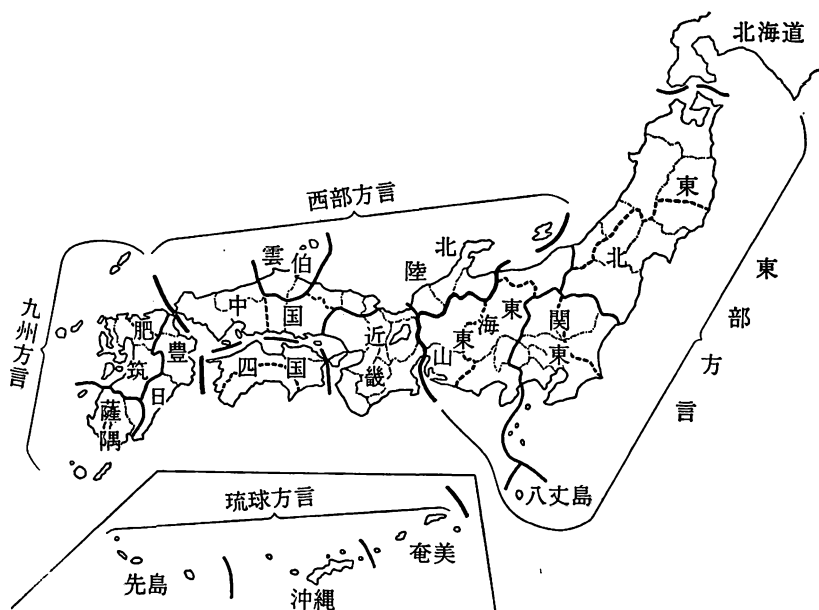 北海道
東北
東部方言
西部方言
北陸
雲伯
中国
近畿
東海東山
関東
四国
九州方言
肥筑
豊日
薩隅
八丈島
琉球方言
奄美
先島
沖縄